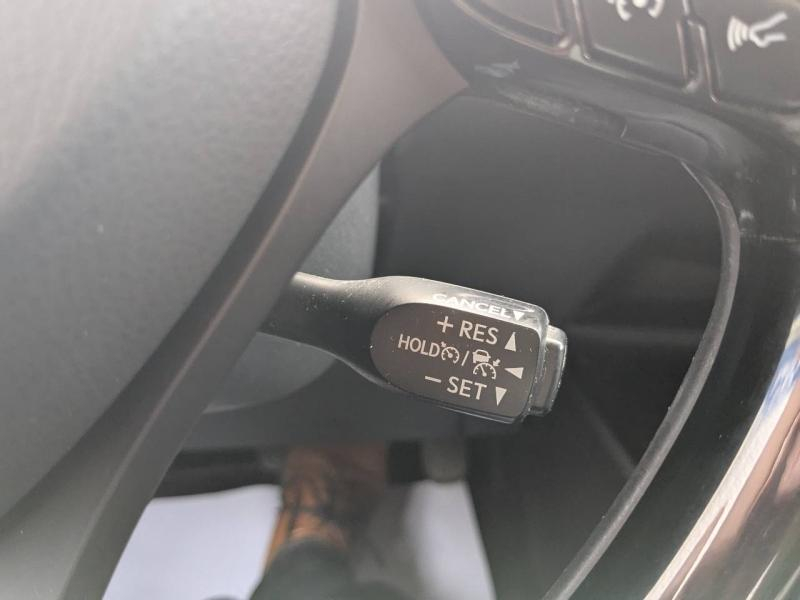 CANCEL▼
+ RES ▲
HOLD / ◀
− SET ▼